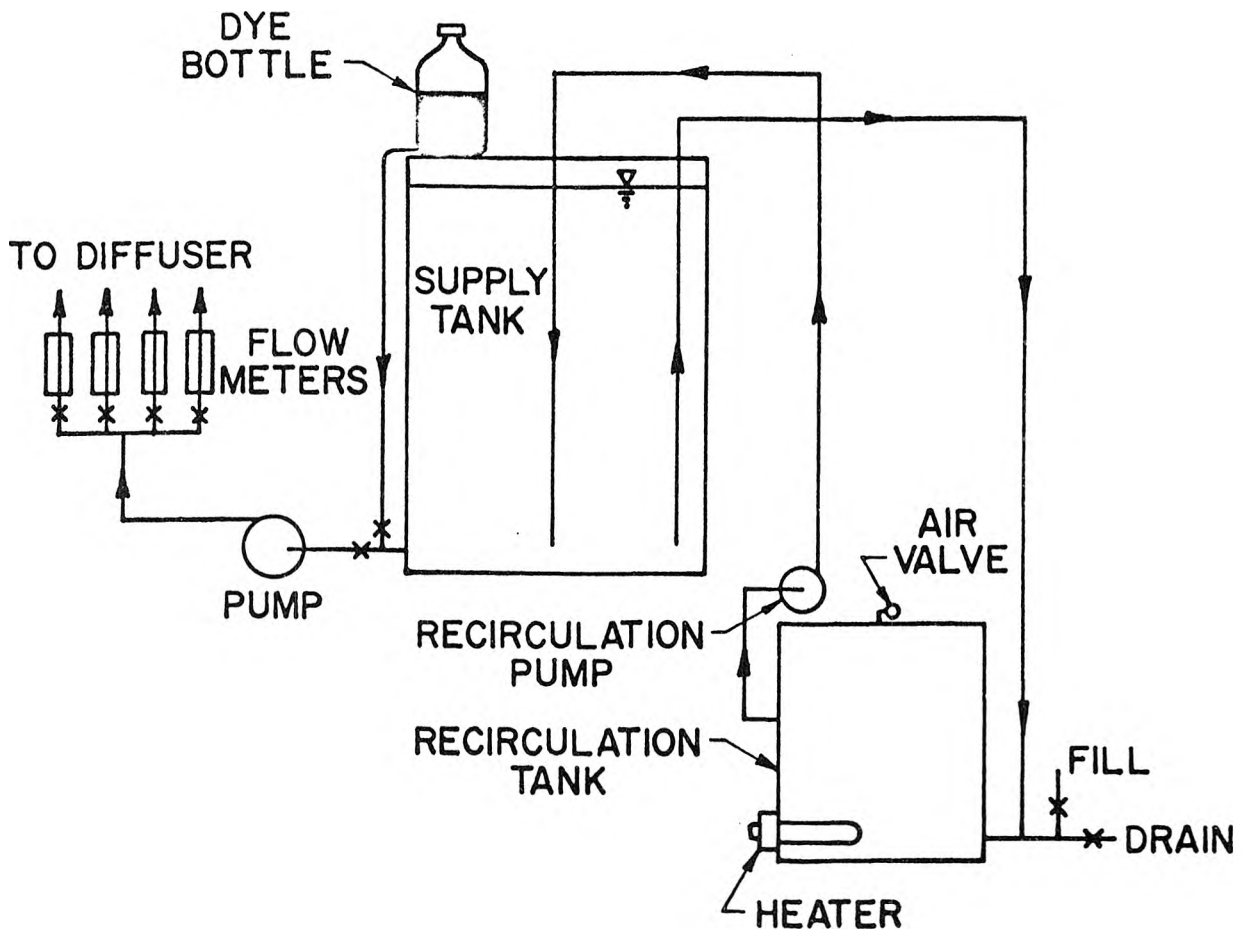 DYE
BOTTLE
TO DIFFUSER
SUPPLY
TANK
FLOW
METERS
AIR
VALVE
PUMP
RECIRCULATION
PUMP
RECIRCULATION
TANK
FILL
DRAIN
HEATER